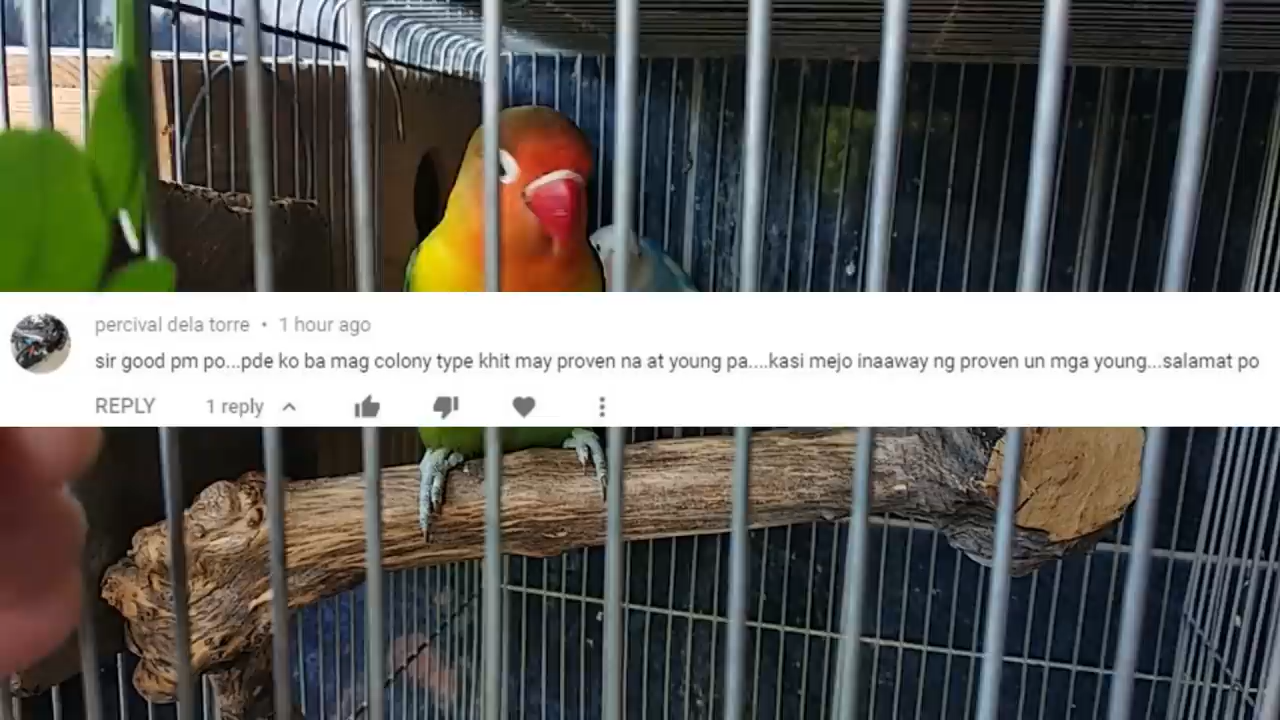 percival dela torre • 1 hour ago
sir good pm po...pde ko ba mag colony type khit may proven na at young pa....kasi mejo inaaway ng proven un mga young...salamat po
REPLY 1 reply